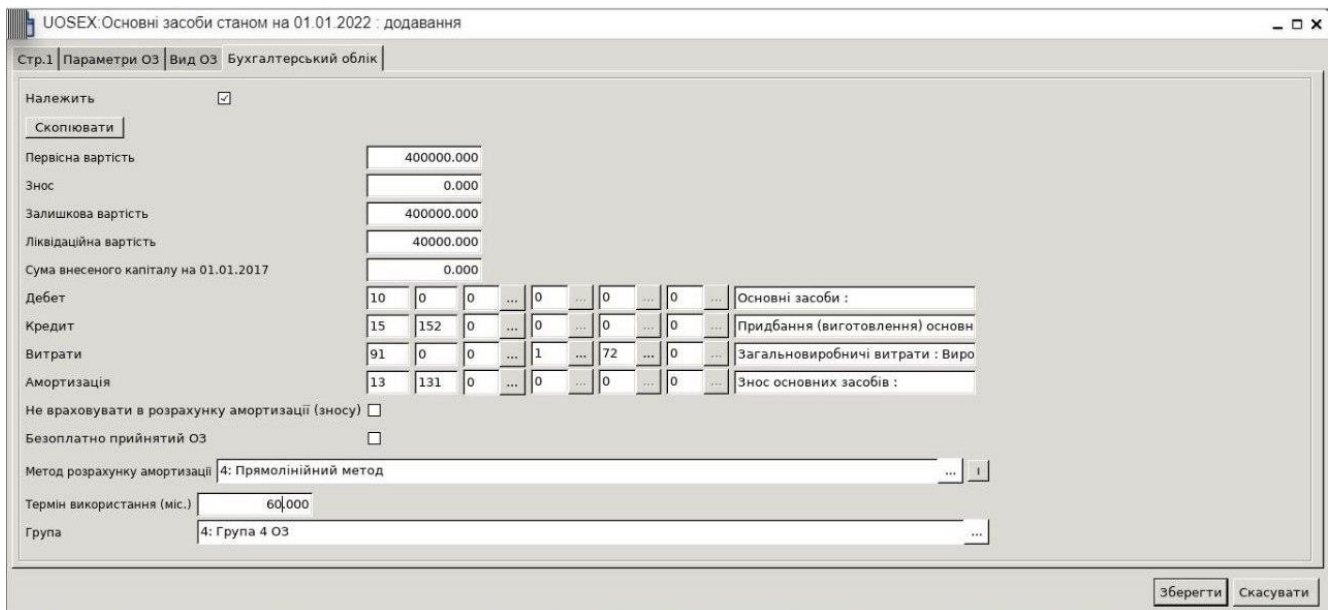 UOSEX:Основні засоби станом на 01.01.2022 : додавання
Стр.1 Параметри ОЗ Вид ОЗ Бухгалтерський облік
Належить
Скопіювати
Первісна вартість 400000.000
Знос 0.000
Залишкова вартість 400000.000
Ліквідаційна вартість 40000.000
Сума внесеного капіталу на 01.01.2017 0.000
Дебет 10 0 0 ... 0 ... 0 ... 0 ... Основні засоби :
Кредит 15 152 0 ... 0 ... 0 ... 0 ... Придбання (виготовлення) основн
Витрати 91 0 0 ... 1 ... 72 ... 0 ... Загальновиробничі витрати : Виро
Амортизація 13 131 0 ... 0 ... 0 ... 0 ... Знос основних засобів :
Не враховувати в розрахунку амортизації (зносу)
Безоплатно прийнятий ОЗ
Метод розрахунку амортизації 4: Прямолінійний метод ... І
Термін використання (міс.) 60.000
Група 4: Група 4 ОЗ ...
Зберегти Скасувати